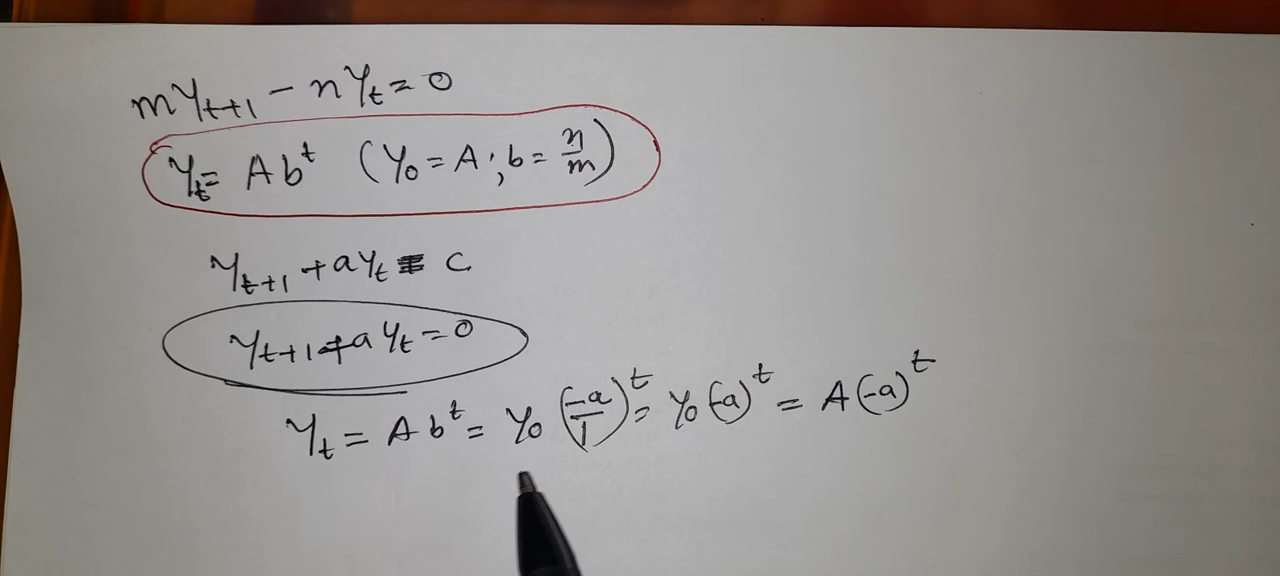 my_{t+1} - ny_t = 0
y_t = Ab^t (y_0 = A; b = n/m)
y_{t+1} + ay_t = c
y_{t+1} + ay_t = 0
y_t = Ab^t = y_0 (-a/1)^t = y_0 (-a)^t = A(-a)^t